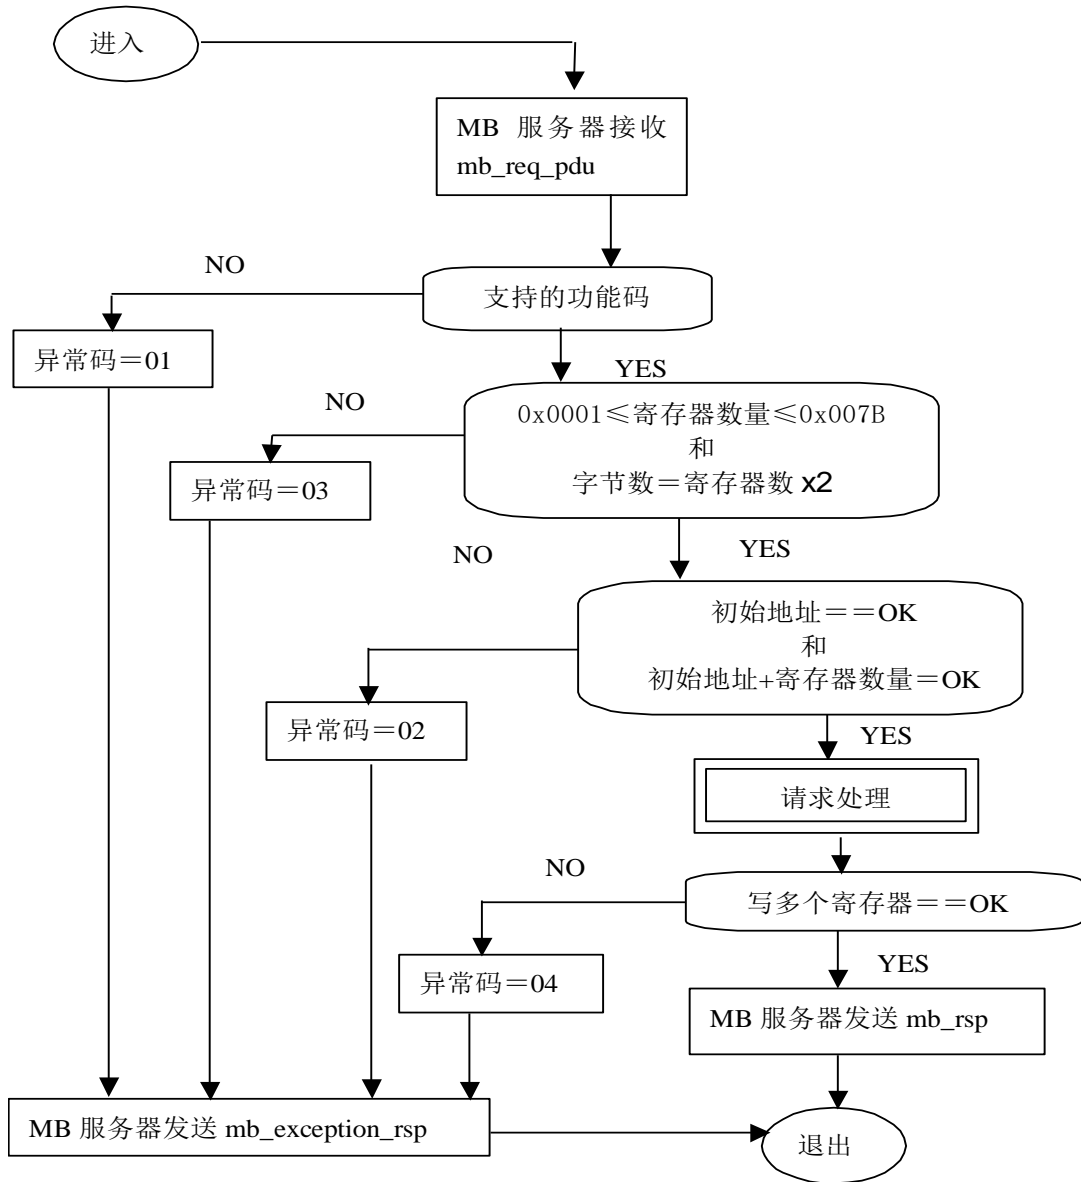 进入
MB 服务器接收
mb_req_pdu
NO
支持的功能码
异常码＝01
YES
NO
0x0001≤寄存器数量≤0x007B
和
字节数＝寄存器数 x2
异常码＝03
NO
YES
初始地址＝＝OK
和
初始地址+寄存器数量＝OK
异常码＝02
YES
请求处理
NO
写多个寄存器＝＝OK
YES
异常码＝04
MB 服务器发送 mb_rsp
MB 服务器发送 mb_exception_rsp
退出